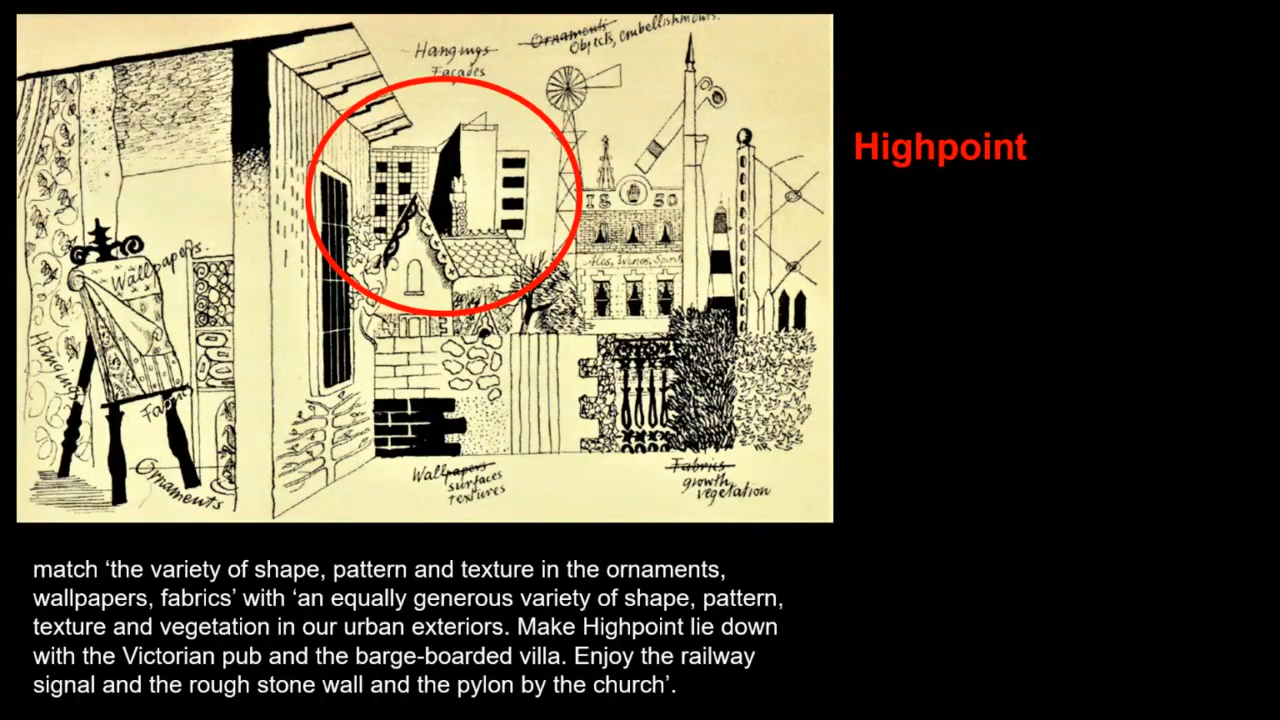 Hangings
Façades
Ornaments
Objects, embellishments.
Highpoint
1850
Ales, Wines, Spirits
Wallpapers.
Hangings
Fabrics
Ornaments
Wallpapers
surfaces
textures
Fabrics
growth
vegetation
match ‘the variety of shape, pattern and texture in the ornaments,
wallpapers, fabrics’ with ‘an equally generous variety of shape, pattern,
texture and vegetation in our urban exteriors. Make Highpoint lie down
with the Victorian pub and the barge-boarded villa. Enjoy the railway
signal and the rough stone wall and the pylon by the church’.